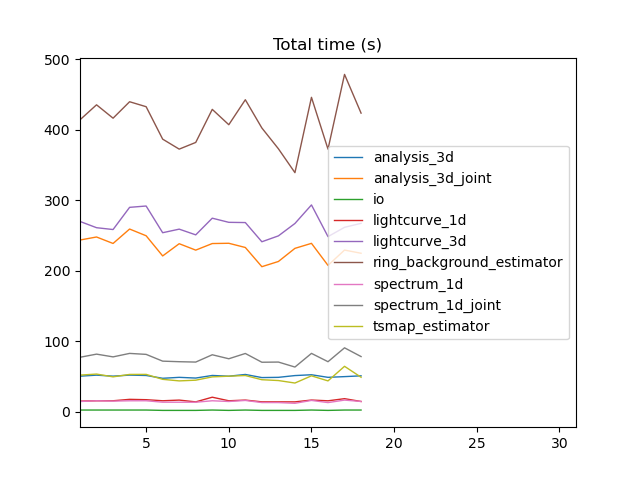 Total time (s)
500
400
300
200
100
0
analysis_3d
analysis_3d_joint
io
lightcurve_1d
lightcurve_3d
ring_background_estimator
spectrum_1d
spectrum_1d_joint
tsmap_estimator
5 10 15 20 25 30